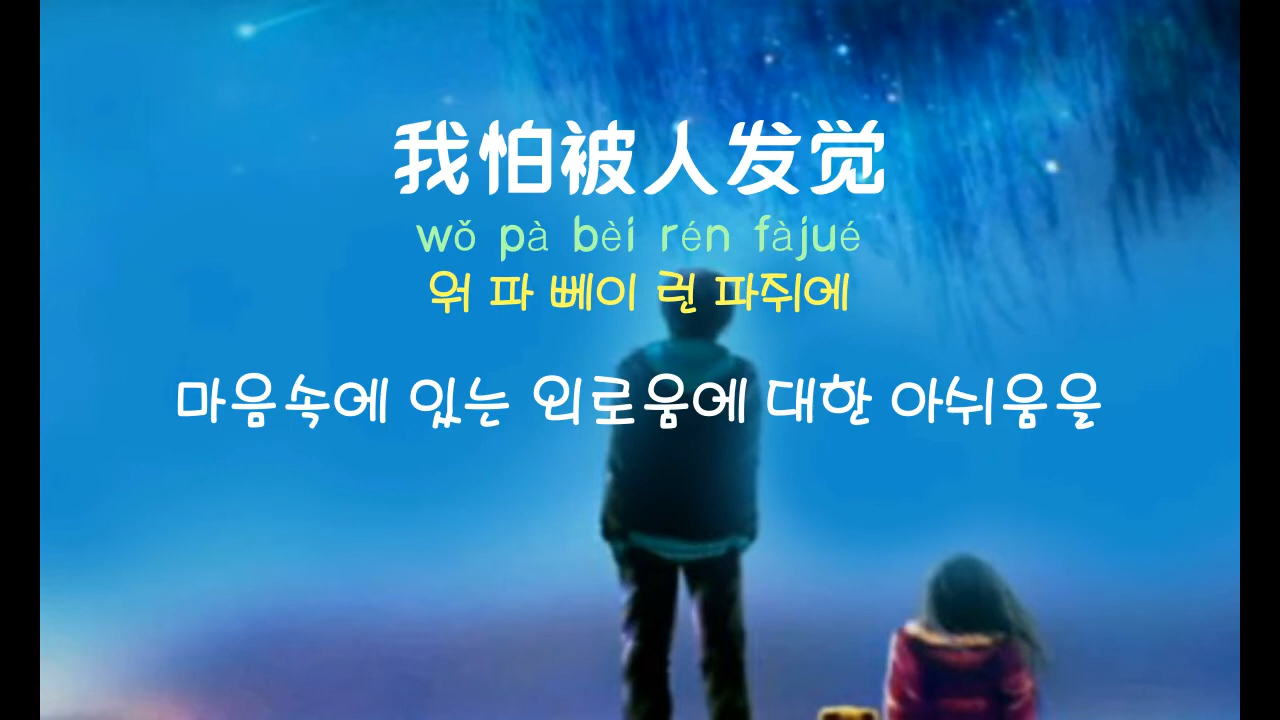 我怕被人发觉
wǒ pà bèi rén fàjué
워 파 뻬이 런 파쥐에
마음속에 있는 외로움에 대한 아쉬움을